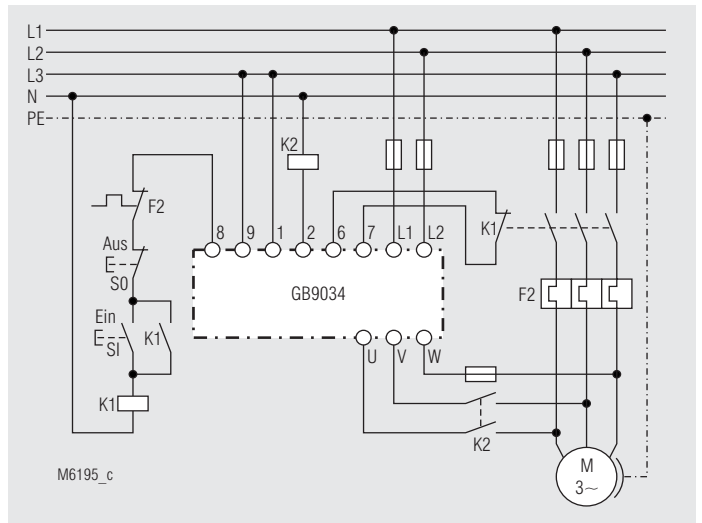 L1
L2
L3
N
PE
K2
F2
8
9
1
2
6
7
L1
L2
K1
Aus
S0
GB9034
F2
Ein
SI
K1
U
V
W
K1
K2
M6195_c
M
3~